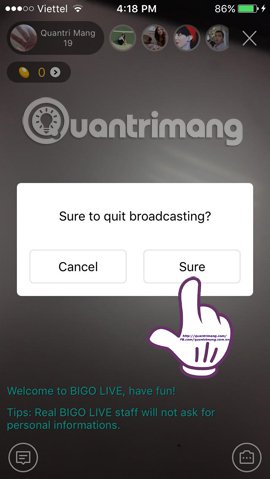 Viettel
4:18 PM
86%
Quantri Mang
19
0
Quantrimang
Sure to quit broadcasting?
Cancel
Sure
http://quantrimang.com/
FB.com/quantrimang.com.vn
Welcome to BIGO LIVE, have fun!
Tips: Real BIGO LIVE staff will not ask for
personal informations.